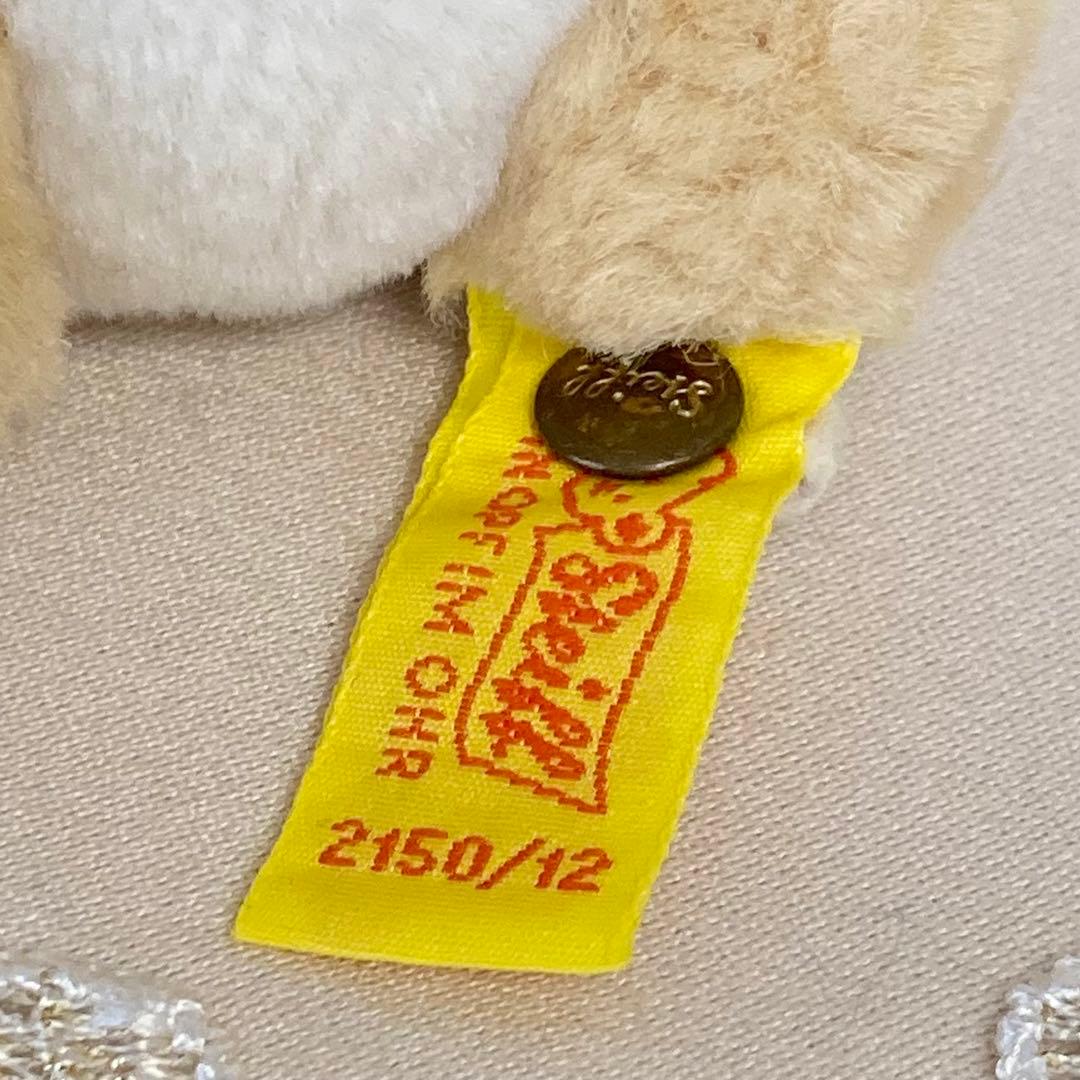 Steiff
Steiff
KNOPF IM OHR
2150/12